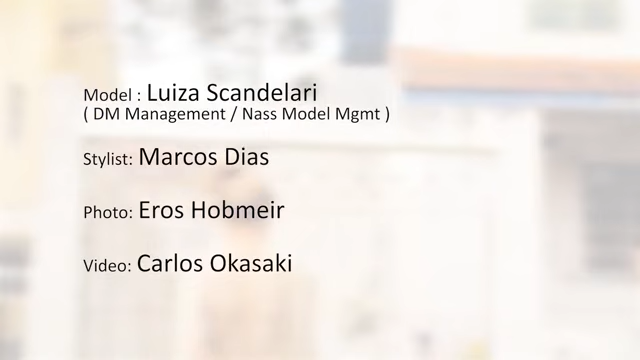 Model : Luiza Scandelari
( DM Management / Nass Model Mgmt )
Stylist: Marcos Dias
Photo: Eros Hobmeir
Video: Carlos Okasaki